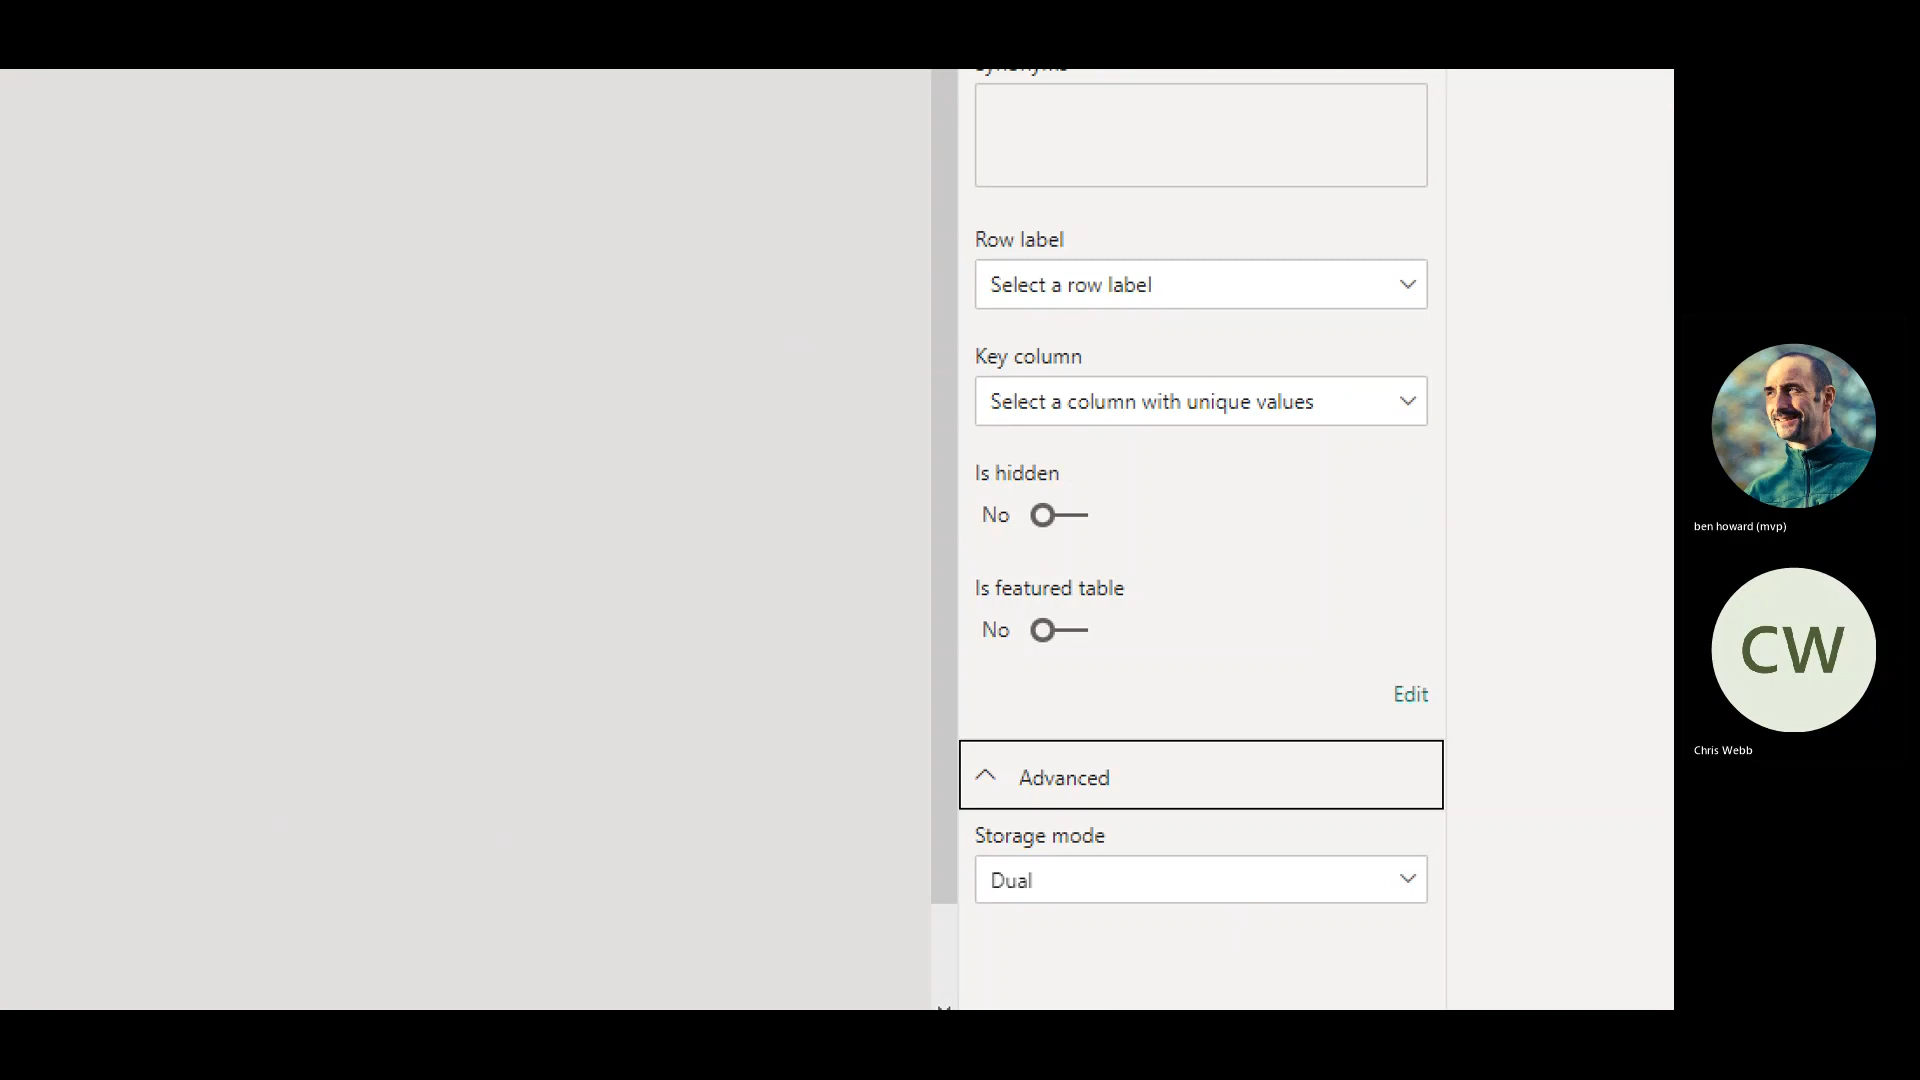 Synonyms
Row label
Select a row label
Key column
Select a column with unique values
Is hidden
No
Is featured table
No
Edit
Advanced
Storage mode
Dual
ben howard (mvp)
CW
Chris Webb